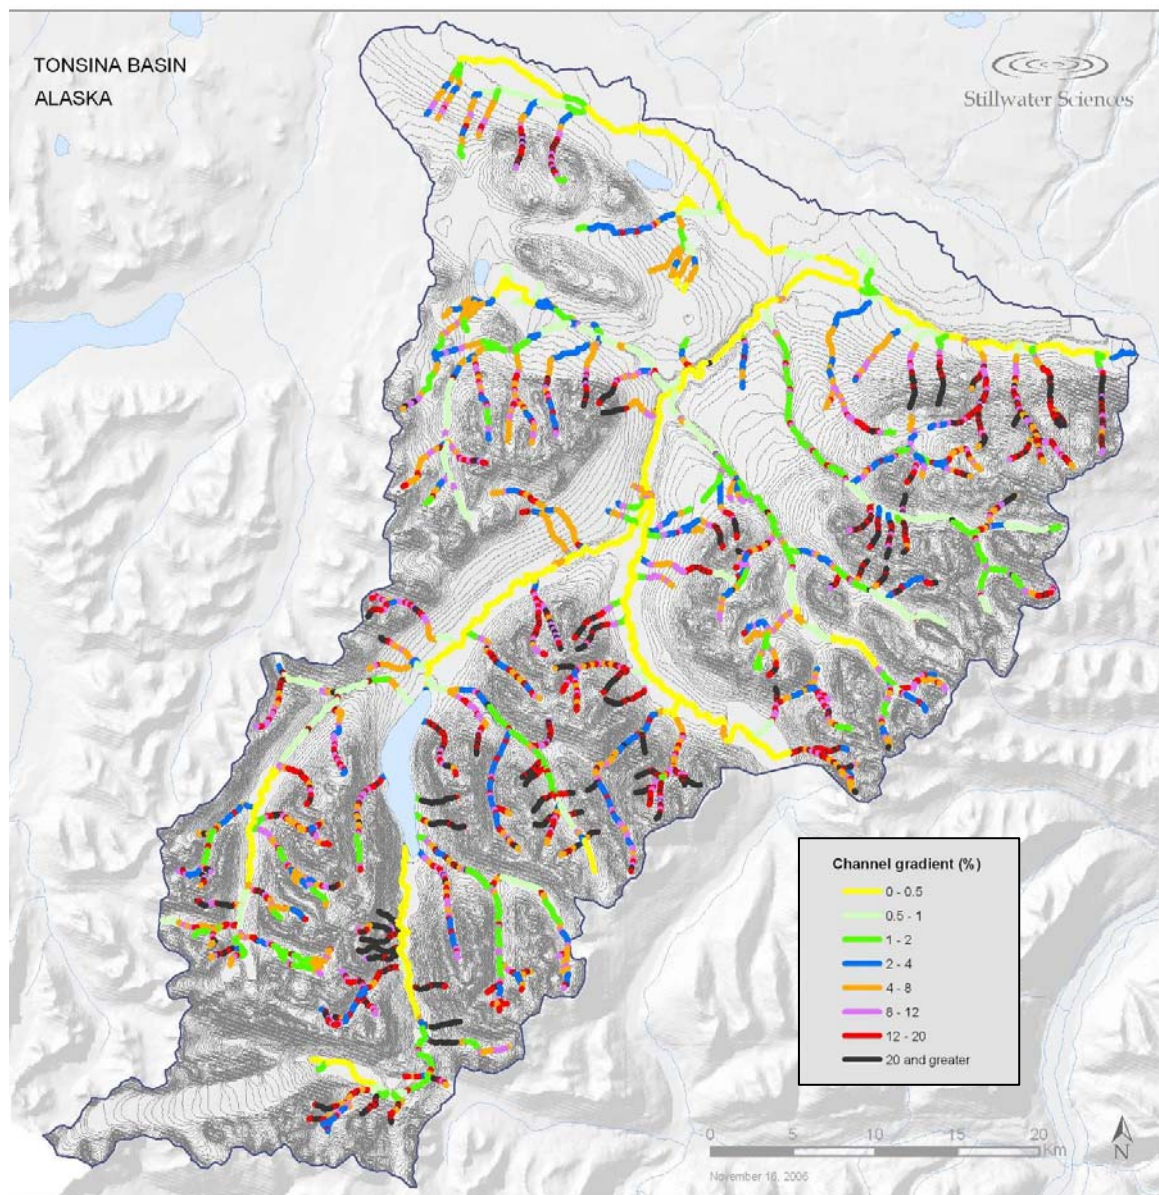 TONSINA BASIN
ALASKA
Stillwater Sciences
Channel gradient (%)
0 - 0.5
0.5 - 1
1 - 2
2 - 4
4 - 8
8 - 12
12 - 20
20 and greater
0 5 10 15 20
Km
N
November 16, 2006